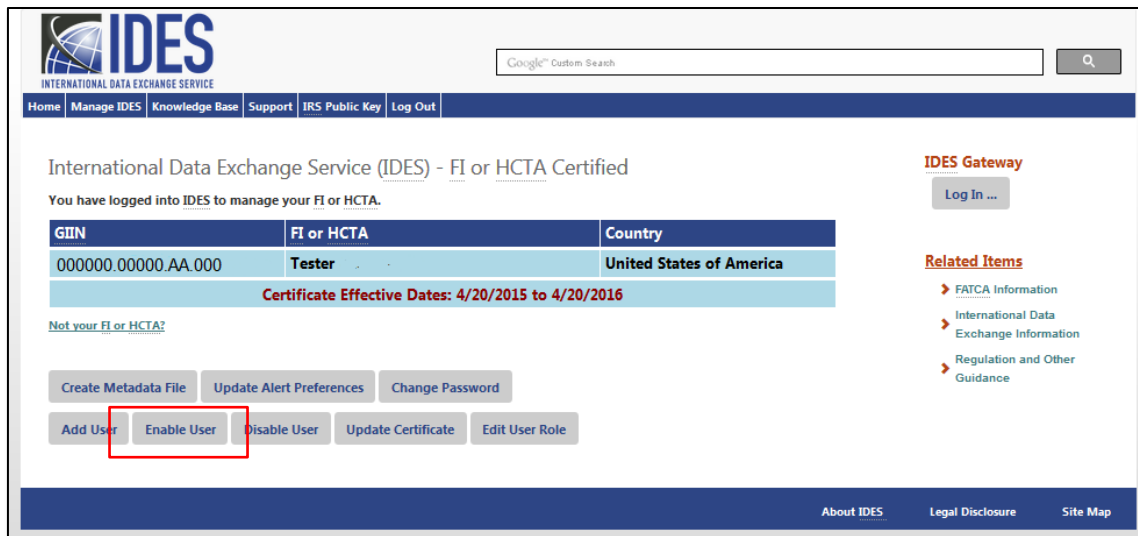 IDES
INTERNATIONAL DATA EXCHANGE SERVICE
Google™ Custom Search
Home Manage IDES Knowledge Base Support IRS Public Key Log Out
International Data Exchange Service (IDES) - FI or HCTA Certified
You have logged into IDES to manage your FI or HCTA.
GIIN FI or HCTA Country
000000.00000.AA.000 Tester United States of America
Certificate Effective Dates: 4/20/2015 to 4/20/2016
Not your FI or HCTA?
Create Metadata File Update Alert Preferences Change Password
Add User Enable User Disable User Update Certificate Edit User Role
IDES Gateway
Log In ...
Related Items
FATCA Information
International Data
Exchange Information
Regulation and Other
Guidance
About IDES Legal Disclosure Site Map